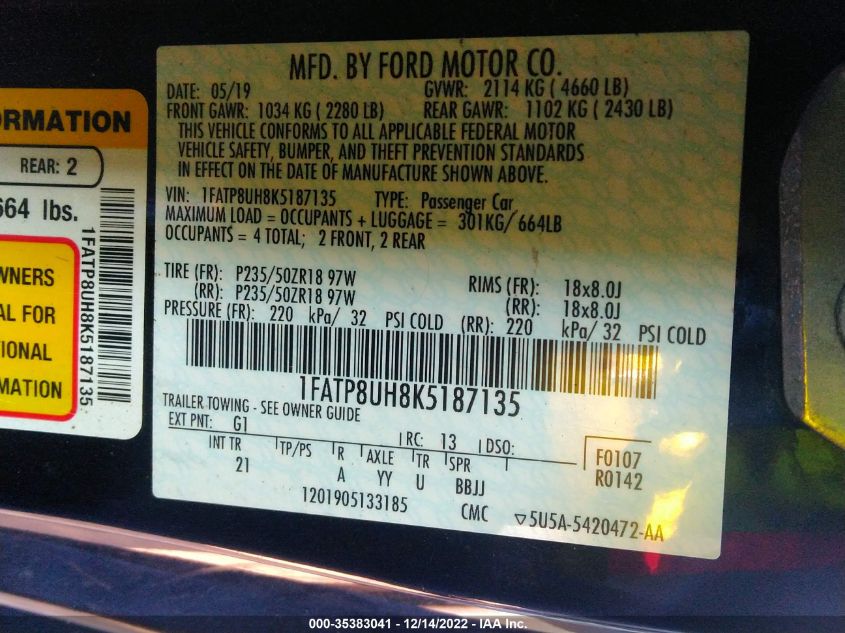 MFD. BY FORD MOTOR CO.
DATE: 05/19 GVWR: 2114 KG ( 4660 LB)
FRONT GAWR: 1034 KG ( 2280 LB) REAR GAWR: 1102 KG ( 2430 LB)
THIS VEHICLE CONFORMS TO ALL APPLICABLE FEDERAL MOTOR
VEHICLE SAFETY, BUMPER, AND THEFT PREVENTION STANDARDS
IN EFFECT ON THE DATE OF MANUFACTURE SHOWN ABOVE.
VIN: 1FATP8UH8K5187135 TYPE: Passenger Car
MAXIMUM LOAD = OCCUPANTS + LUGGAGE = 301KG/ 664LB
OCCUPANTS = 4 TOTAL; 2 FRONT, 2 REAR
TIRE (FR): P235/50ZR18 97W RIMS (FR): 18x8.0J
(RR): P235/50ZR18 97W (RR): 18x8.0J
PRESSURE (FR): 220 kPa/ 32 PSI COLD (RR): 220 kPa/ 32 PSI COLD
1FATP8UH8K5187135
TRAILER TOWING - SEE OWNER GUIDE
EXT PNT: G1 RC: 13 DSO:
INT TR TP/PS R AXLE TR SPR
21 A YY U BBJJ
F0107
R0142
1201905133185 CMC ▽5U5A-5420472-AA
ORMATION
REAR: 2
664 lbs.
1FATP8UH8K5187135
WNERS
AL FOR
TIONAL
MATION
000-35383041 - 12/14/2022 - IAA Inc.